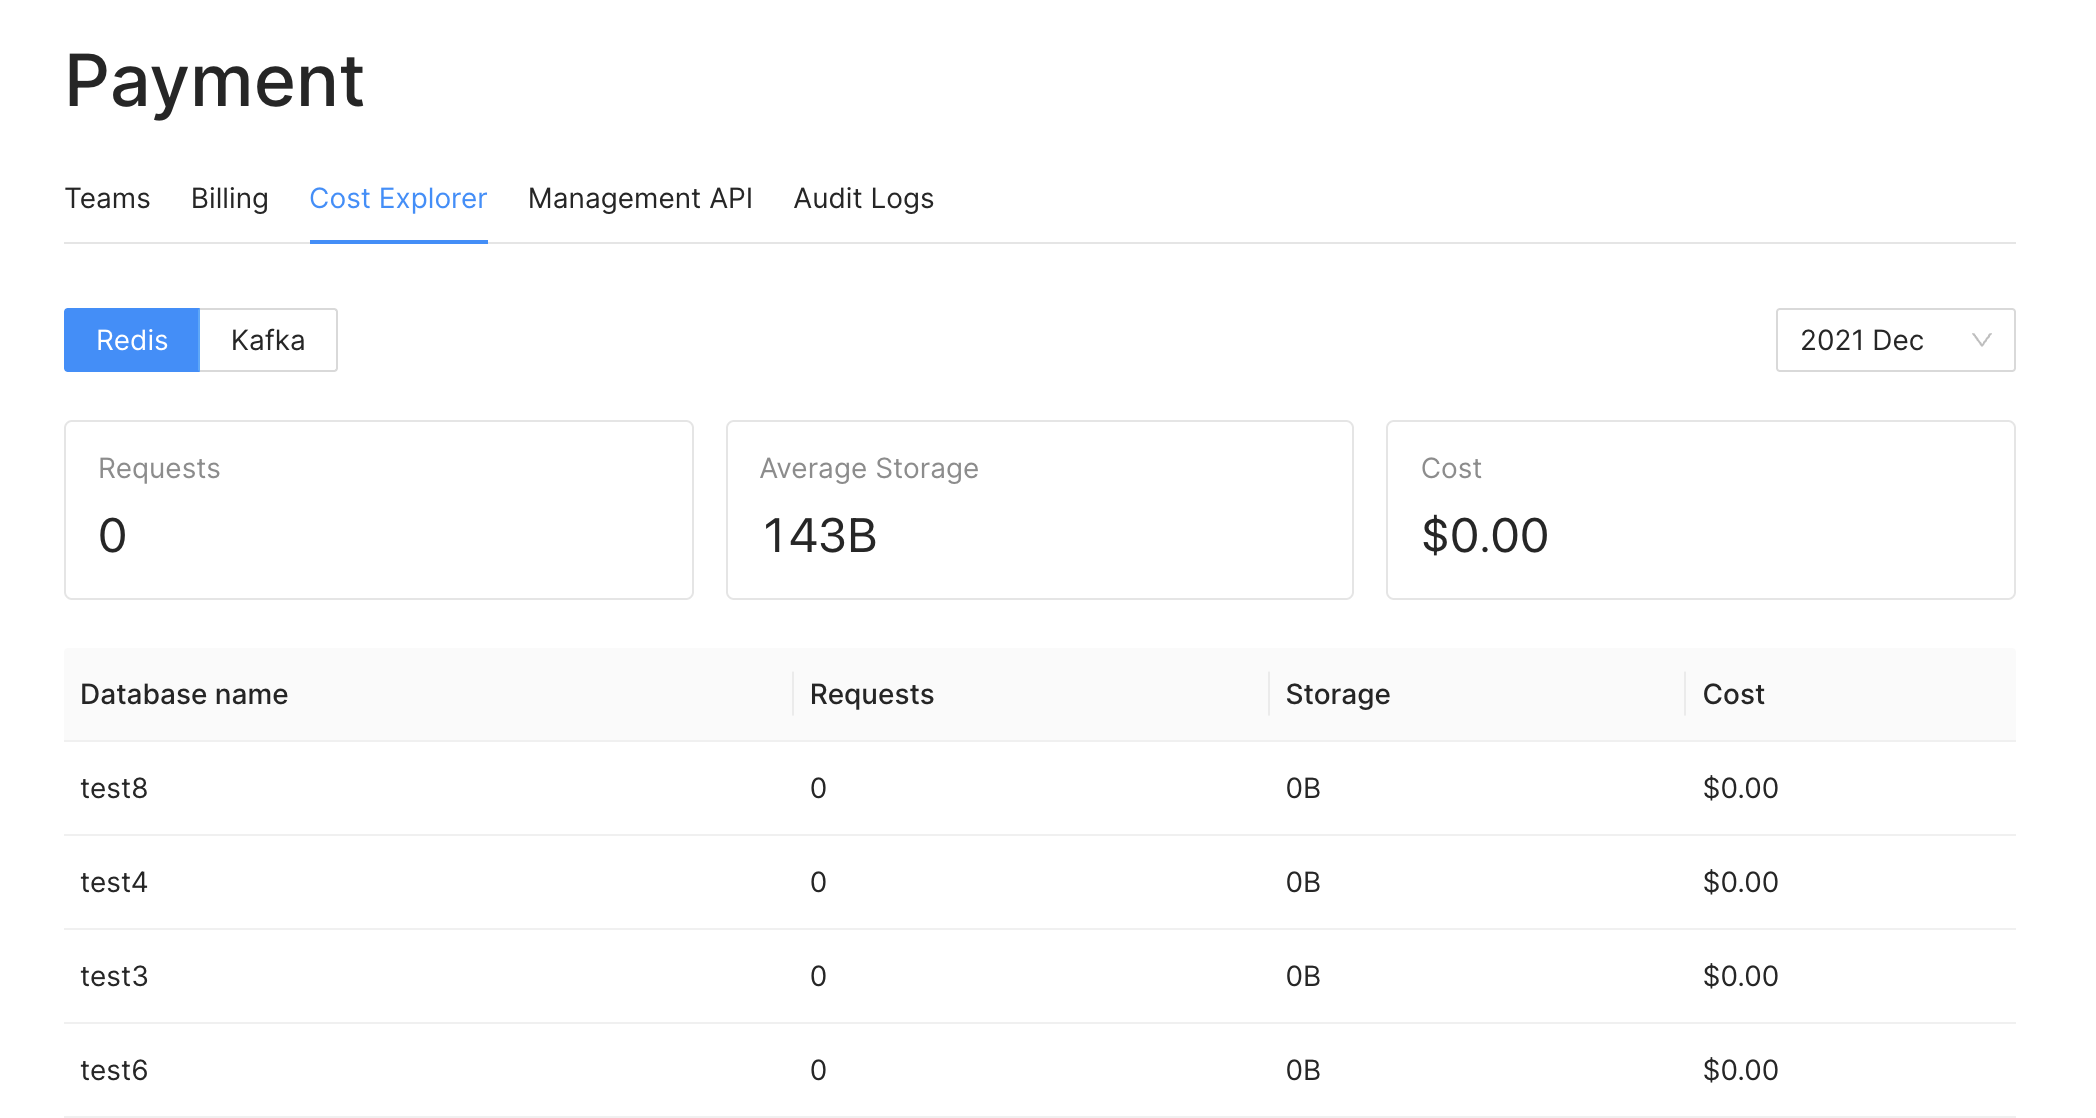 Payment
Teams Billing Cost Explorer Management API Audit Logs
Redis Kafka 2021 Dec
Requests Average Storage Cost
0 143B $0.00
Database name Requests Storage Cost
test8 0 0B $0.00
test4 0 0B $0.00
test3 0 0B $0.00
test6 0 0B $0.00